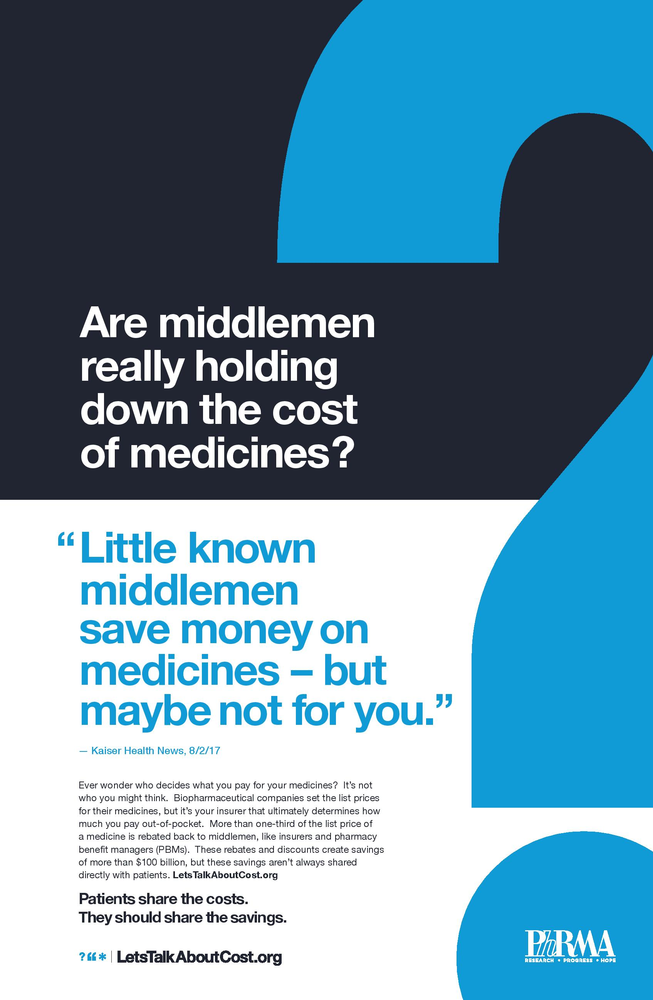 Are middlemen
really holding
down the cost
of medicines?
“Little known
middlemen
save money on
medicines – but
maybe not for you.”
— Kaiser Health News, 8/2/17
Ever wonder who decides what you pay for your medicines?  It’s not
who you might think.  Biopharmaceutical companies set the list prices
for their medicines, but it’s your insurer that ultimately determines how
much you pay out-of-pocket.  More than one-third of the list price of
a medicine is rebated back to middlemen, like insurers and pharmacy
benefit managers (PBMs).  These rebates and discounts create savings
of more than $100 billion, but these savings aren’t always shared
directly with patients. LetsTalkAboutCost.org
Patients share the costs.
They should share the savings.
?“* | LetsTalkAboutCost.org
PhRMA
RESEARCH • PROGRESS • HOPE